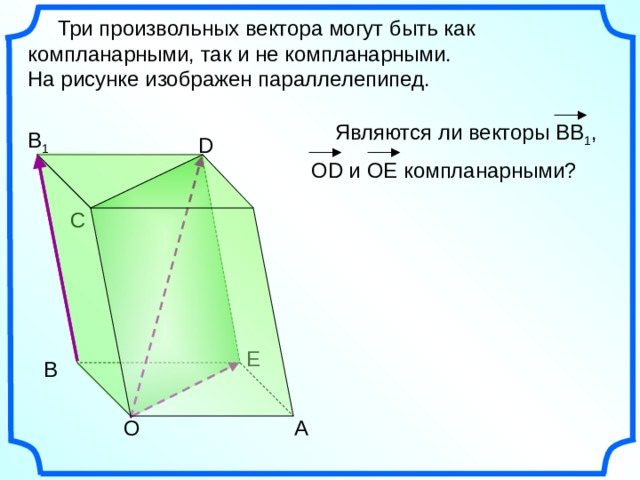 Три произвольных вектора могут быть как
компланарными, так и не компланарными.
На рисунке изображен параллелепипед.
Являются ли векторы BB₁,
OD и OE компланарными?
B₁
D
C
E
B
O
A